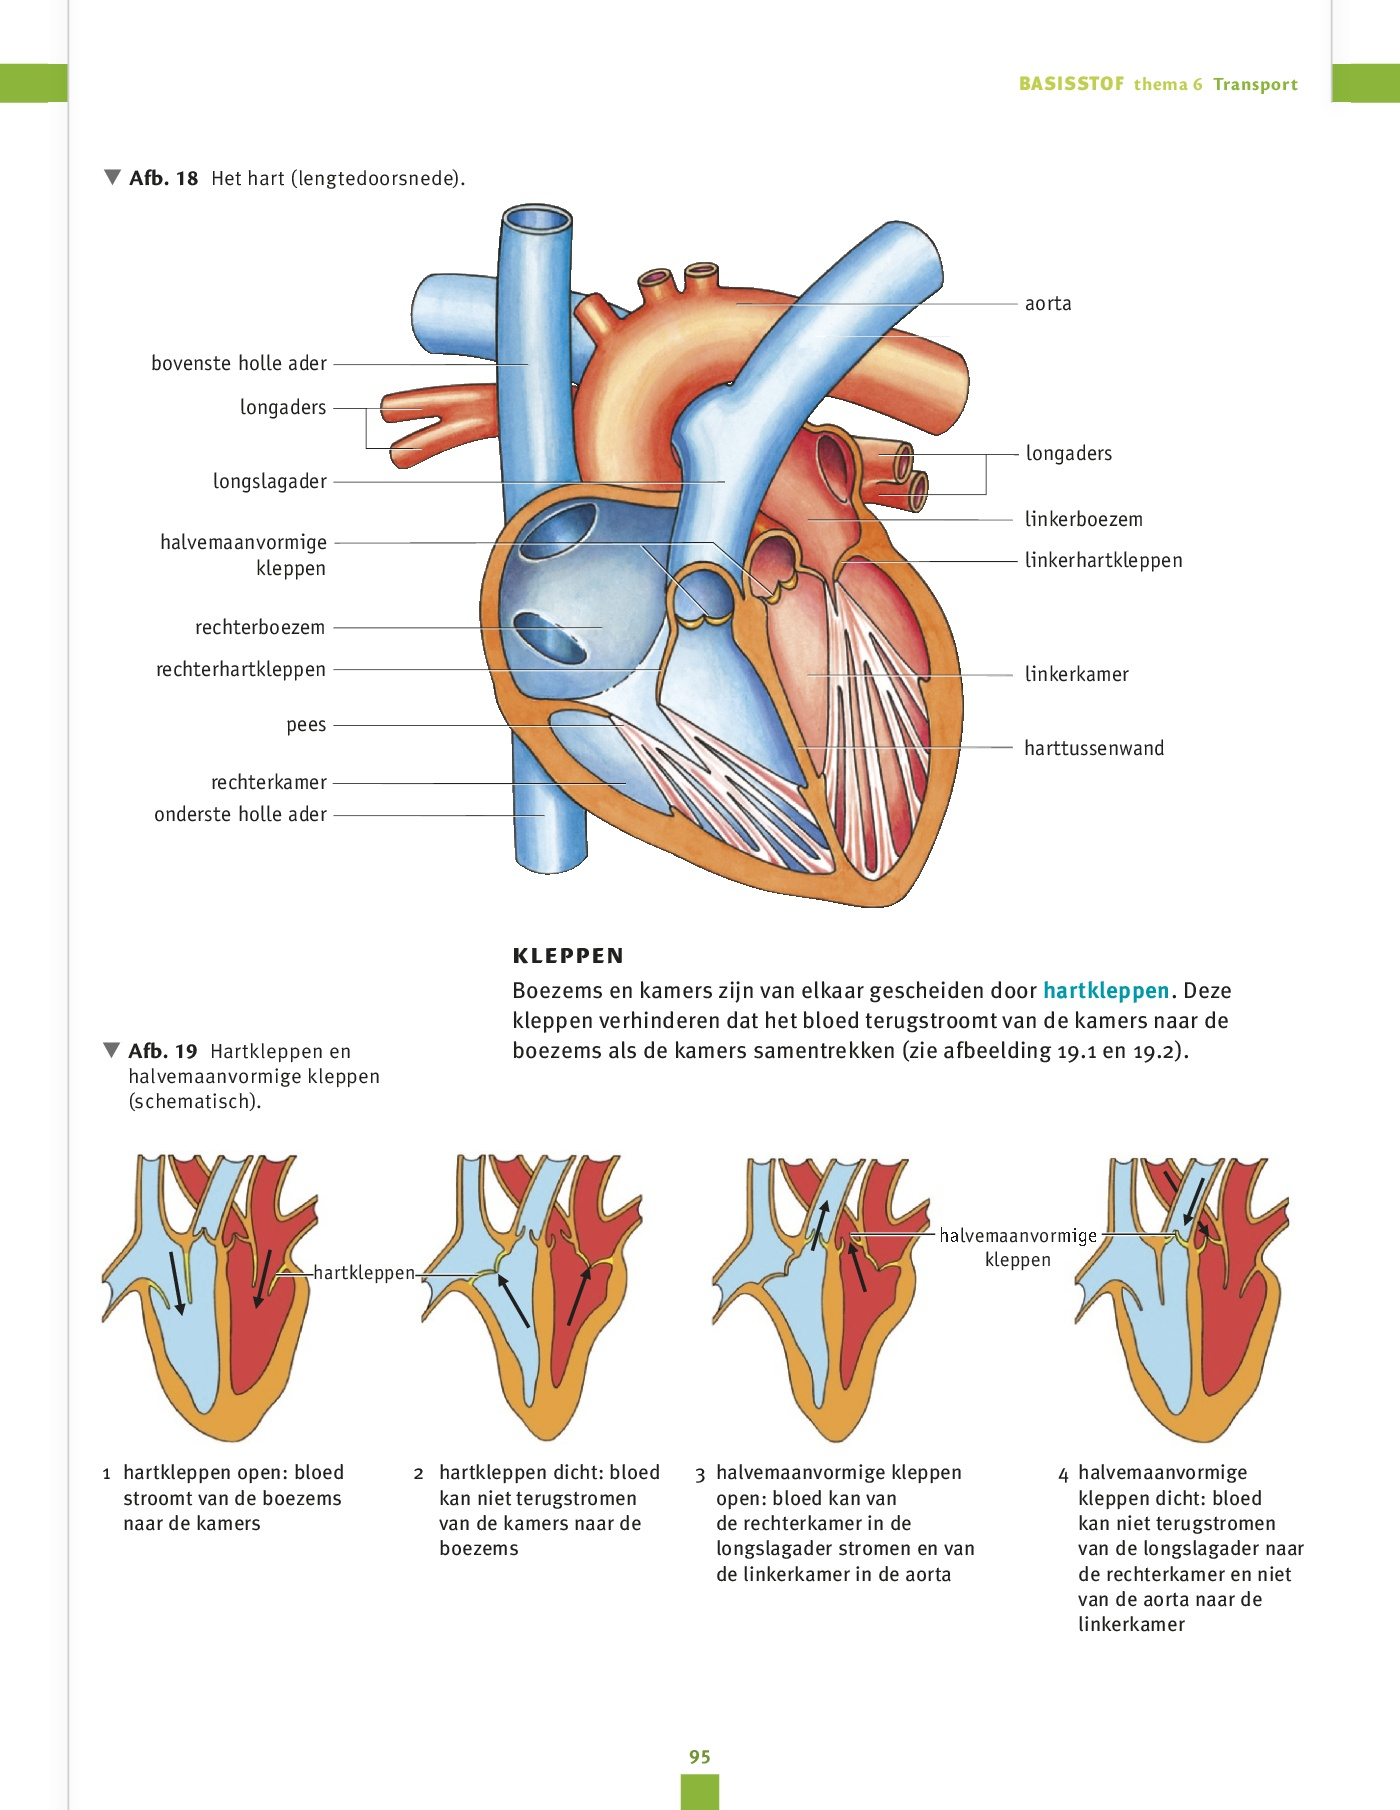 BASISSTOF thema 6 Transport
▼ Afb. 18 Het hart (lengtedoorsnede).
bovenste holle ader
longaders
longslagader
halvemaanvormige
kleppen
rechterboezem
rechterhartkleppen
pees
rechterkamer
onderste holle ader
aorta
longaders
linkerboezem
linkerhartkleppen
linkerkamer
harttussenwand
KLEPPEN
Boezems en kamers zijn van elkaar gescheiden door hartkleppen. Deze
kleppen verhinderen dat het bloed terugstroomt van de kamers naar de
boezems als de kamers samentrekken (zie afbeelding 19.1 en 19.2).
▼ Afb. 19 Hartkleppen en
halvemaanvormige kleppen
(schematisch).
hartkleppen
halvemaanvormige
kleppen
1 hartkleppen open: bloed
stroomt van de boezems
naar de kamers
2 hartkleppen dicht: bloed
kan niet terugstromen
van de kamers naar de
boezems
3 halvemaanvormige kleppen
open: bloed kan van
de rechterkamer in de
longslagader stromen en van
de linkerkamer in de aorta
4 halvemaanvormige
kleppen dicht: bloed
kan niet terugstromen
van de longslagader naar
de rechterkamer en niet
van de aorta naar de
linkerkamer
95